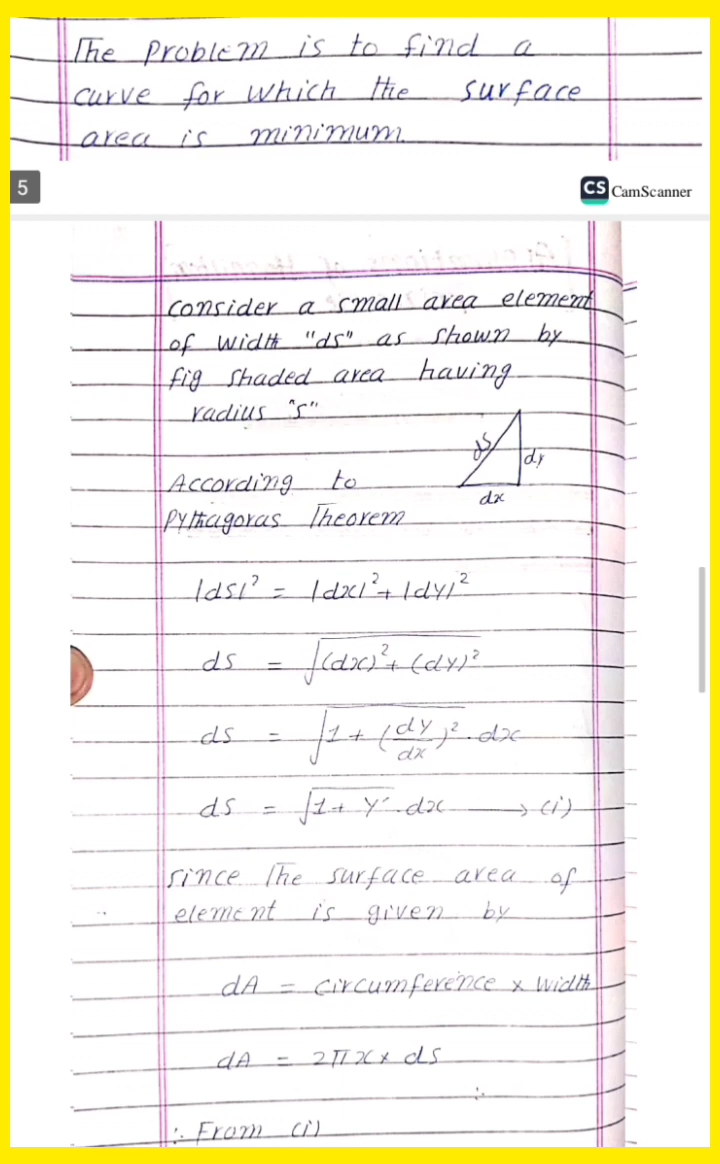 The Problem is to find a
curve for which the surface
area is minimum.
5
CS CamScanner
consider a small area element
of width "ds" as shown by
fig shaded area having
radius "s"
ds
dy
dx
According to
Pythagoras Theorem
|ds|² = |dx|² + |dy|²
ds = √(dx)² + (dy)²
ds = √1 + (dy/dx)² . dx
ds = √1 + y′ . dx → (i)
since The surface area of
element is given by
dA = circumference x width
dA = 2πx x ds
∴ From (i)